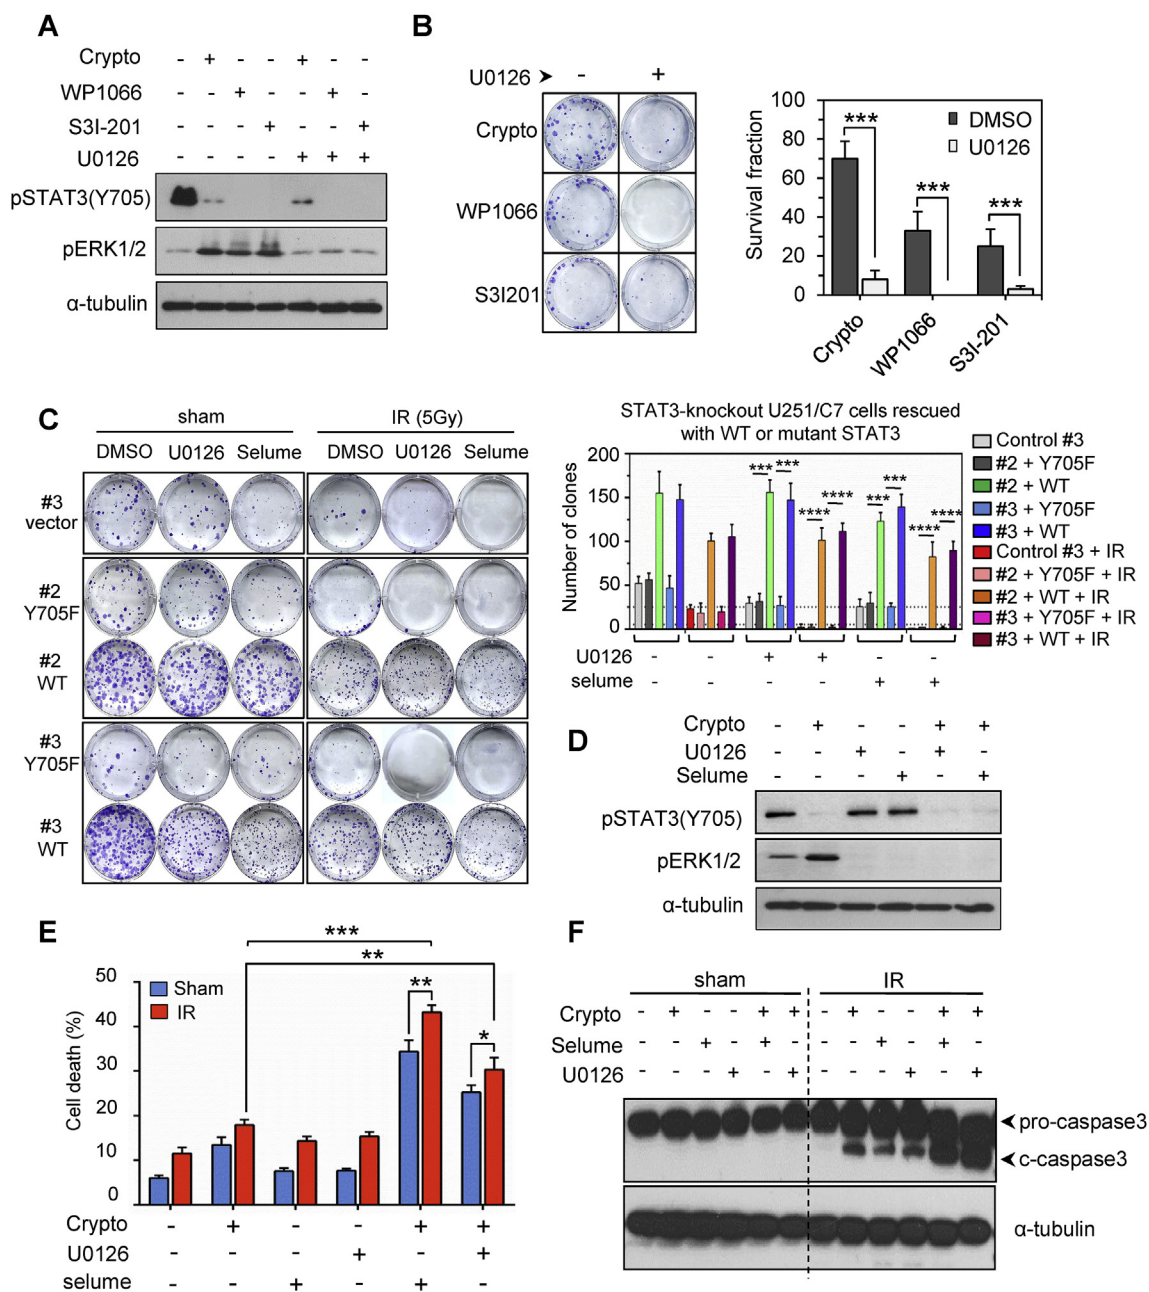 A
Crypto - + - - + - -
WP1066 - - + - - + -
S3I-201 - - - + - - +
U0126 - - - - + + +
pSTAT3(Y705)
pERK1/2
α-tubulin
B
U0126 - +
Crypto
WP1066
S3I201
Survival fraction
100
80
60
40
20
0
DMSO
U0126
***
***
***
Crypto
WP1066
S3I-201
C
sham IR (5Gy)
DMSO U0126 Selume DMSO U0126 Selume
#3
vector
#2
Y705F
#2
WT
#3
Y705F
#3
WT
STAT3-knockout U251/C7 cells rescued
with WT or mutant STAT3
Number of clones
200
150
100
50
0
*** *** **** **** *** *** **** ****
U0126 - - + + - -
selume - - - - + +
Control #3
#2 + Y705F
#2 + WT
#3 + Y705F
#3 + WT
Control #3 + IR
#2 + Y705F + IR
#2 + WT + IR
#3 + Y705F + IR
#3 + WT + IR
D
Crypto - + - - + +
U0126 - - + - + -
Selume - - - + - +
pSTAT3(Y705)
pERK1/2
α-tubulin
E
Cell death (%)
50
40
30
20
10
0
Sham
IR
***
**
**
*
Crypto - + - - + +
U0126 - - - + - +
selume - - + - + -
F
sham IR
Crypto - + - - + + - + - - + +
Selume - - + - + - - - + - + -
U0126 - - - + - + - - - + - +
pro-caspase3
c-caspase3
α-tubulin